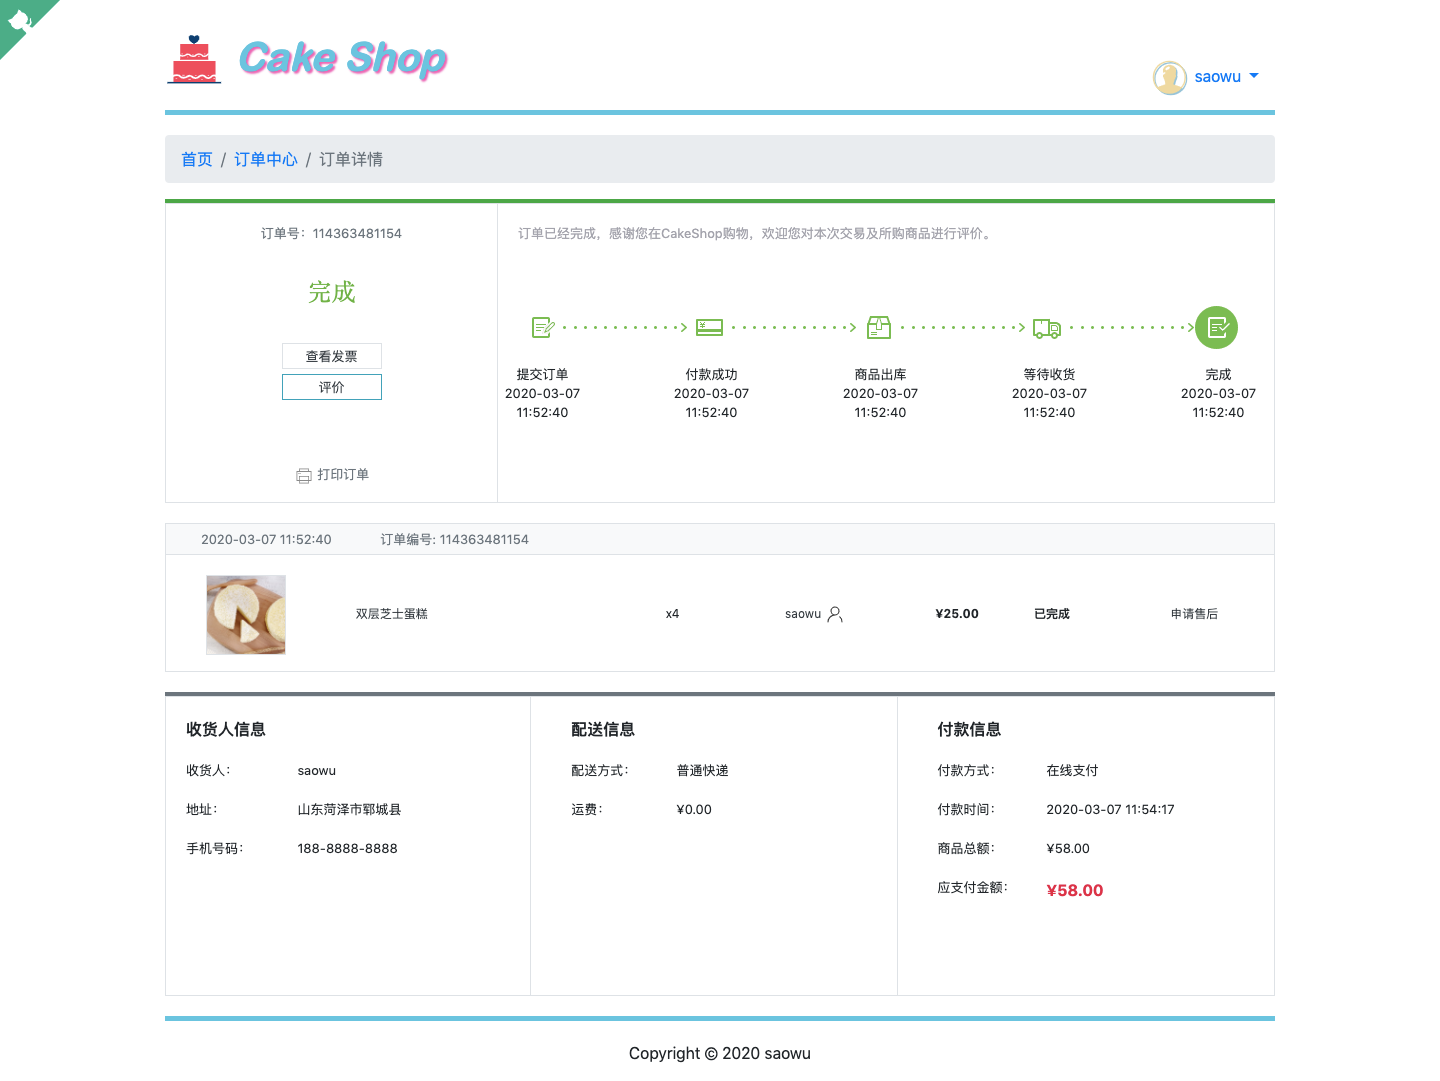 Cake Shop
saowu
首页 / 订单中心 / 订单详情
订单号：114363481154
完成
查看发票
评价
打印订单
订单已经完成，感谢您在CakeShop购物，欢迎您对本次交易及所购商品进行评价。
提交订单
2020-03-07
11:52:40
付款成功
2020-03-07
11:52:40
商品出库
2020-03-07
11:52:40
等待收货
2020-03-07
11:52:40
完成
2020-03-07
11:52:40
2020-03-07 11:52:40 订单编号: 114363481154
双层芝士蛋糕 x4 saowu ¥25.00 已完成 申请售后
收货人信息
收货人： saowu
地址： 山东菏泽市郓城县
手机号码： 188-8888-8888
配送信息
配送方式： 普通快递
运费： ¥0.00
付款信息
付款方式： 在线支付
付款时间： 2020-03-07 11:54:17
商品总额： ¥58.00
应支付金额： ¥58.00
Copyright © 2020 saowu